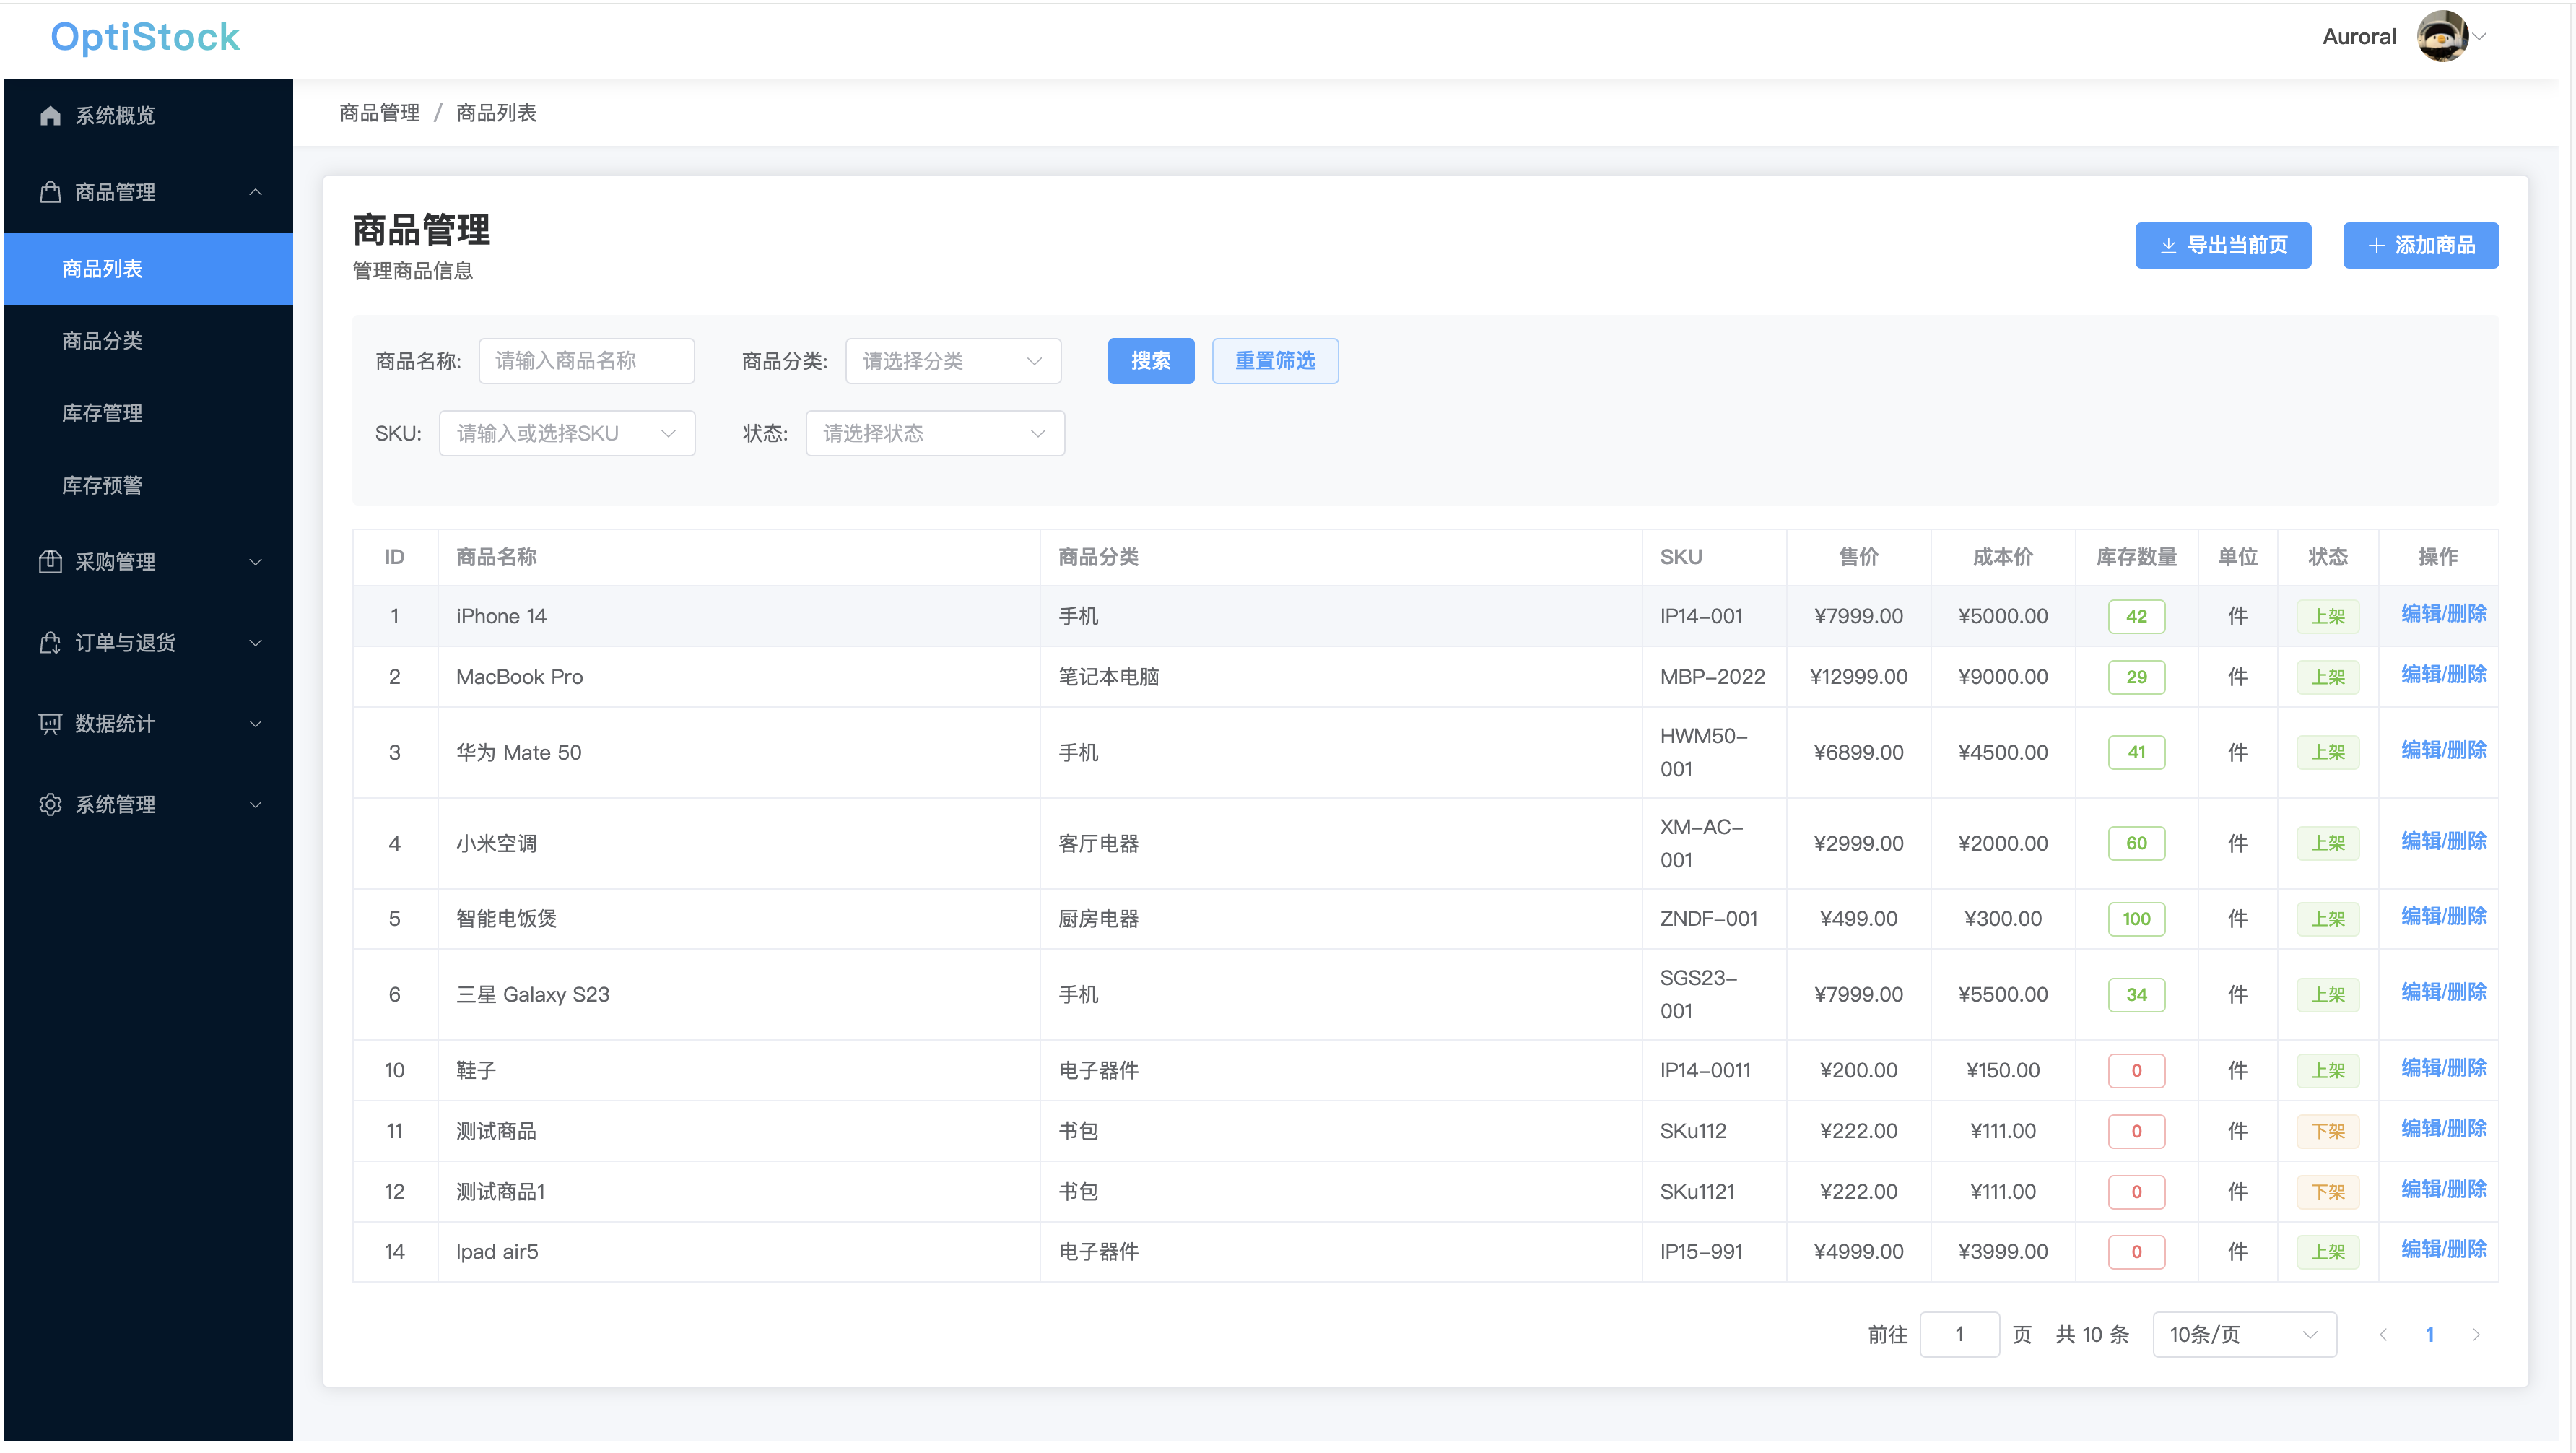 OptiStock
Auroral
系统概览
商品管理
商品列表
商品分类
库存管理
库存预警
采购管理
订单与退货
数据统计
系统管理
商品管理 / 商品列表
商品管理
管理商品信息
导出当前页 添加商品
商品名称: 请输入商品名称 商品分类: 请选择分类 搜索 重置筛选
SKU: 请输入或选择SKU 状态: 请选择状态
ID 商品名称 商品分类 SKU 售价 成本价 库存数量 单位 状态 操作
1 iPhone 14 手机 IP14-001 ¥7999.00 ¥5000.00 42 件 上架 编辑/删除
2 MacBook Pro 笔记本电脑 MBP-2022 ¥12999.00 ¥9000.00 29 件 上架 编辑/删除
3 华为 Mate 50 手机 HWM50-
001 ¥6899.00 ¥4500.00 41 件 上架 编辑/删除
4 小米空调 客厅电器 XM-AC-
001 ¥2999.00 ¥2000.00 60 件 上架 编辑/删除
5 智能电饭煲 厨房电器 ZNDF-001 ¥499.00 ¥300.00 100 件 上架 编辑/删除
6 三星 Galaxy S23 手机 SGS23-
001 ¥7999.00 ¥5500.00 34 件 上架 编辑/删除
10 鞋子 电子器件 IP14-0011 ¥200.00 ¥150.00 0 件 上架 编辑/删除
11 测试商品 书包 SKu112 ¥222.00 ¥111.00 0 件 下架 编辑/删除
12 测试商品1 书包 SKu1121 ¥222.00 ¥111.00 0 件 下架 编辑/删除
14 Ipad air5 电子器件 IP15-991 ¥4999.00 ¥3999.00 0 件 上架 编辑/删除
前往 1 页 共 10 条 10条/页 1